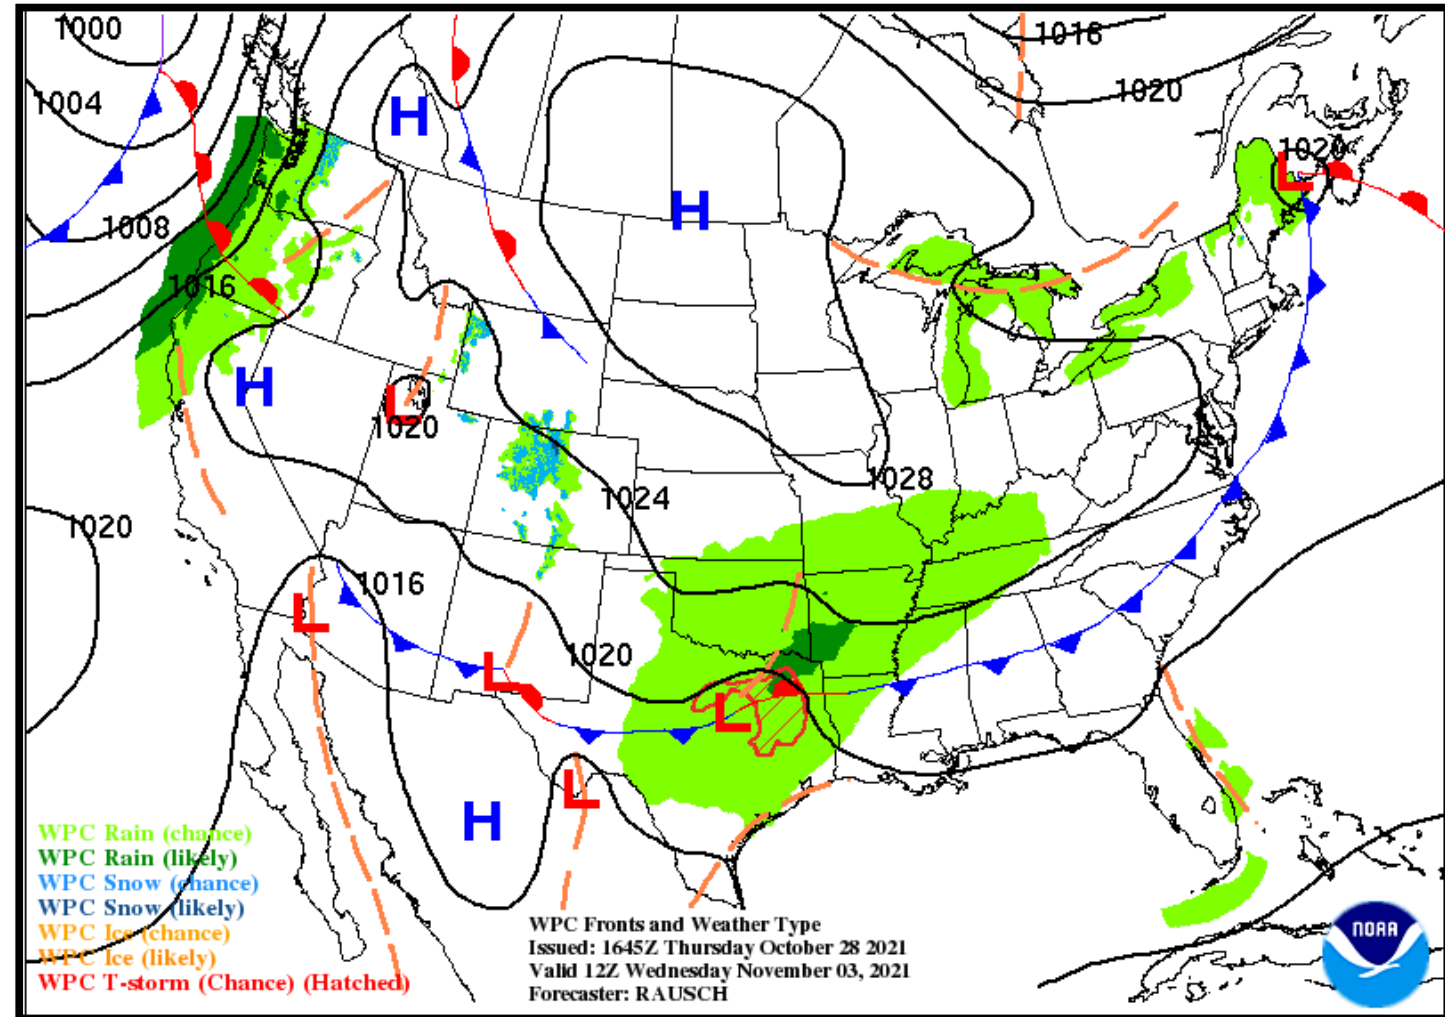 1000
1016
1020
1004
1020
1008
1016
1020
1028
1024
1020
1016
1020
H
H
L
H
L
L
L
L
L
H
WPC Rain (chance)
WPC Rain (likely)
WPC Snow (chance)
WPC Snow (likely)
WPC Ice (chance)
WPC Ice (likely)
WPC T-storm (Chance) (Hatched)
WPC Fronts and Weather Type
Issued: 1645Z Thursday October 28 2021
Valid 12Z Wednesday November 03, 2021
Forecaster: RAUSCH
NOAA